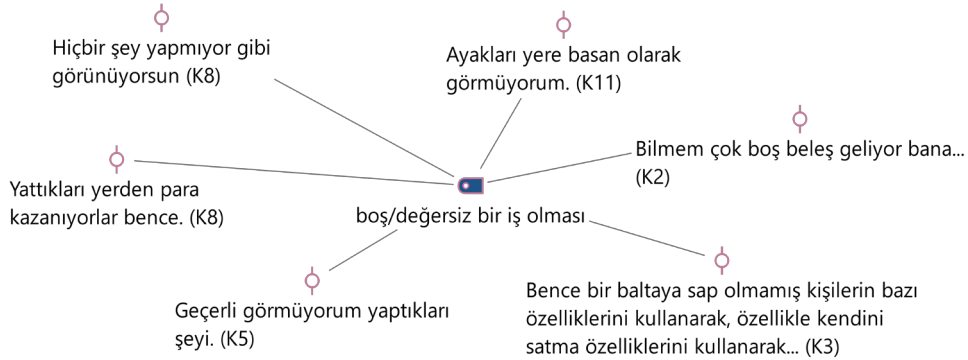 Hiçbir şey yapmıyor gibi
görünüyorsun (K8)
Ayakları yere basan olarak
görmüyorum. (K11)
Bilmem çok boş beleş geliyor bana...
(K2)
Yattıkları yerden para
kazanıyorlar bence. (K8)
boş/değersiz bir iş olması
Geçerli görmüyorum yaptıkları
şeyi. (K5)
Bence bir baltaya sap olmamış kişilerin bazı
özelliklerini kullanarak, özellikle kendini
satma özelliklerini kullanarak... (K3)